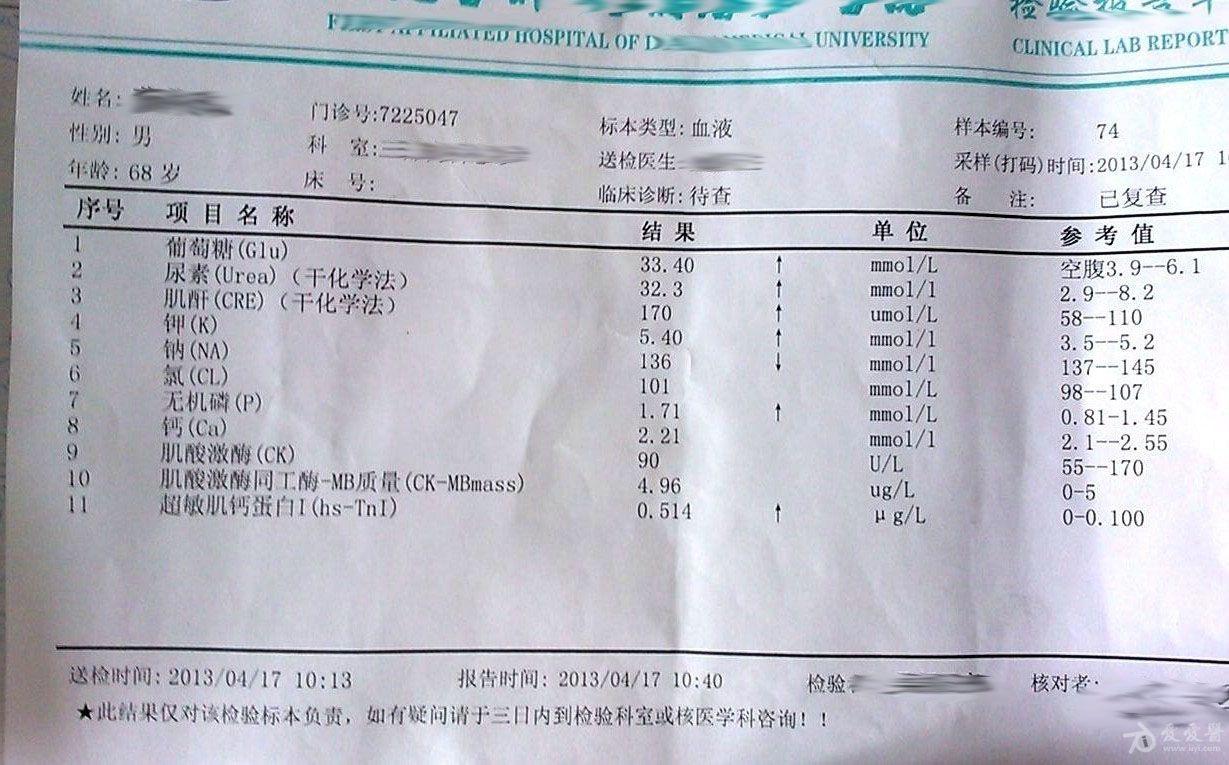 AFFILIATED HOSPITAL OF UNIVERSITY
检验报告单
CLINICAL LAB REPORT
姓名: 门诊号:7225047 标本类型: 血液 样本编号: 74
性别: 男 科 室: 送检医生 采样(打码)时间:2013/04/17
年龄: 68 岁 床 号: 临床诊断: 待查 备 注: 已复查
序号 项目名称 结果 单位 参考值
1 葡萄糖(Glu) 33.40 ↑ mmol/L 空腹3.9--6.1
2 尿素(Urea)(干化学法) 32.3 ↑ mmol/l 2.9--8.2
3 肌酐(CRE)(干化学法) 170 ↑ umol/L 58--110
4 钾(K) 5.40 ↑ mmol/l 3.5--5.2
5 钠(NA) 136 ↓ mmol/l 137--145
6 氯(CL) 101 mmol/L 98--107
7 无机磷(P) 1.71 ↑ mmol/L 0.81-1.45
8 钙(Ca) 2.21 mmol/l 2.1--2.55
9 肌酸激酶(CK) 90 U/L 55--170
10 肌酸激酶同工酶-MB质量(CK-MBmass) 4.96 ug/L 0-5
11 超敏肌钙蛋白I(hs-TnI) 0.514 ↑ μg/L 0-0.100
送检时间: 2013/04/17 10:13 报告时间: 2013/04/17 10:40 检验 核对者:
★此结果仅对该检验标本负责，如有疑问请于三日内到检验科室或核医学科咨询！！
爱爱医
www.iiyi.com